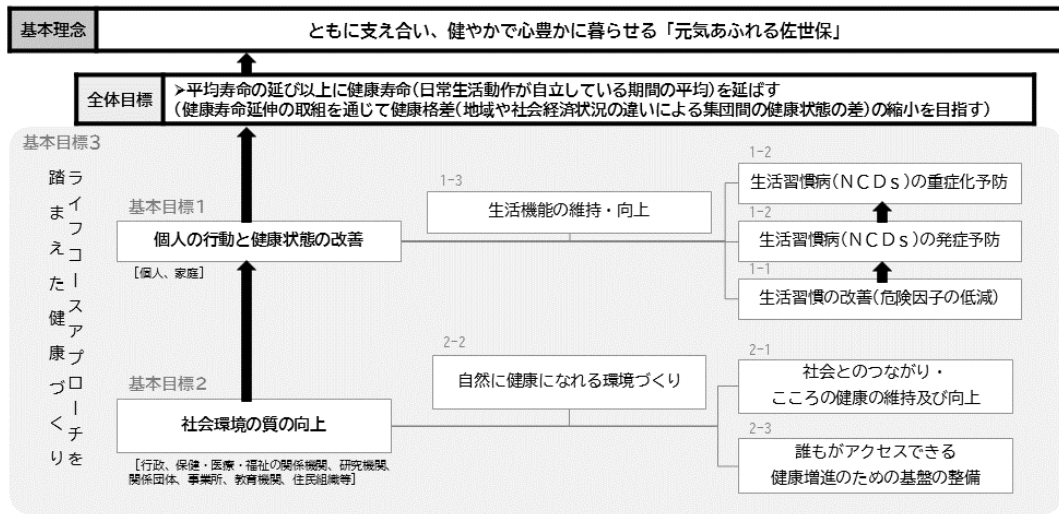 基本理念
ともに支え合い、健やかで心豊かに暮らせる「元気あふれる佐世保」
全体目標
➢平均寿命の延び以上に健康寿命(日常生活動作が自立している期間の平均)を延ばす
(健康寿命延伸の取組を通じて健康格差(地域や社会経済状況の違いによる集団間の健康状態の差)の縮小を目指す)
基本目標3
ライフコースアプローチを
踏まえた健康づくり
基本目標1
個人の行動と健康状態の改善
[個人、家庭]
1-3
生活機能の維持・向上
1-2
生活習慣病(NCDs)の重症化予防
1-2
生活習慣病(NCDs)の発症予防
1-1
生活習慣の改善(危険因子の低減)
基本目標2
社会環境の質の向上
[行政、保健・医療・福祉の関係機関、研究機関、
関係団体、事業所、教育機関、住民組織等]
2-2
自然に健康になれる環境づくり
2-1
社会とのつながり・
こころの健康の維持及び向上
2-3
誰もがアクセスできる
健康増進のための基盤の整備